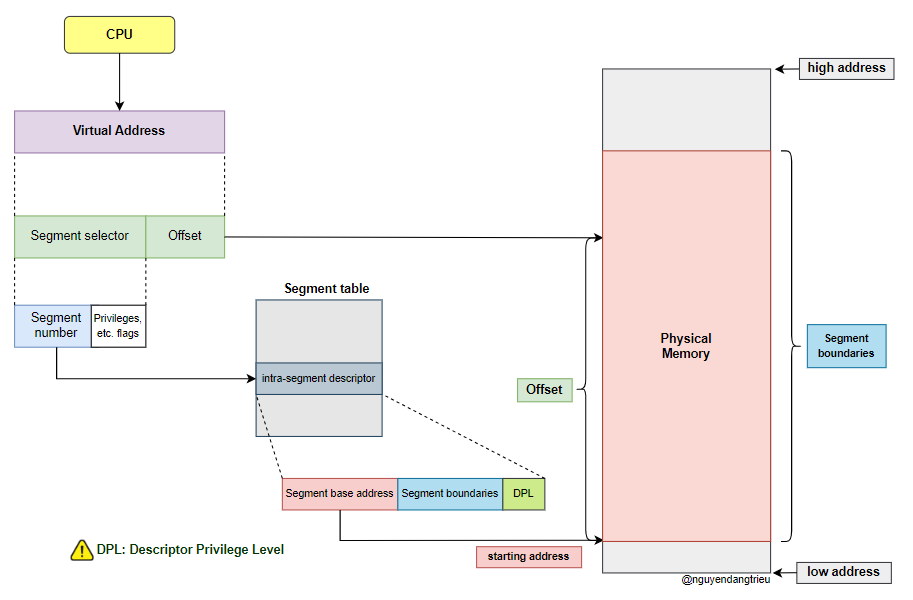 CPU
high address
Virtual Address
Segment selector
Offset
Segment table
Segment
number
Privileges,
etc. flags
Physical
Memory
Segment
boundaries
intra-segment descriptor
Offset
Segment base address
Segment boundaries
DPL
DPL: Descriptor Privilege Level
starting address
low address
@nguyendangtrieu